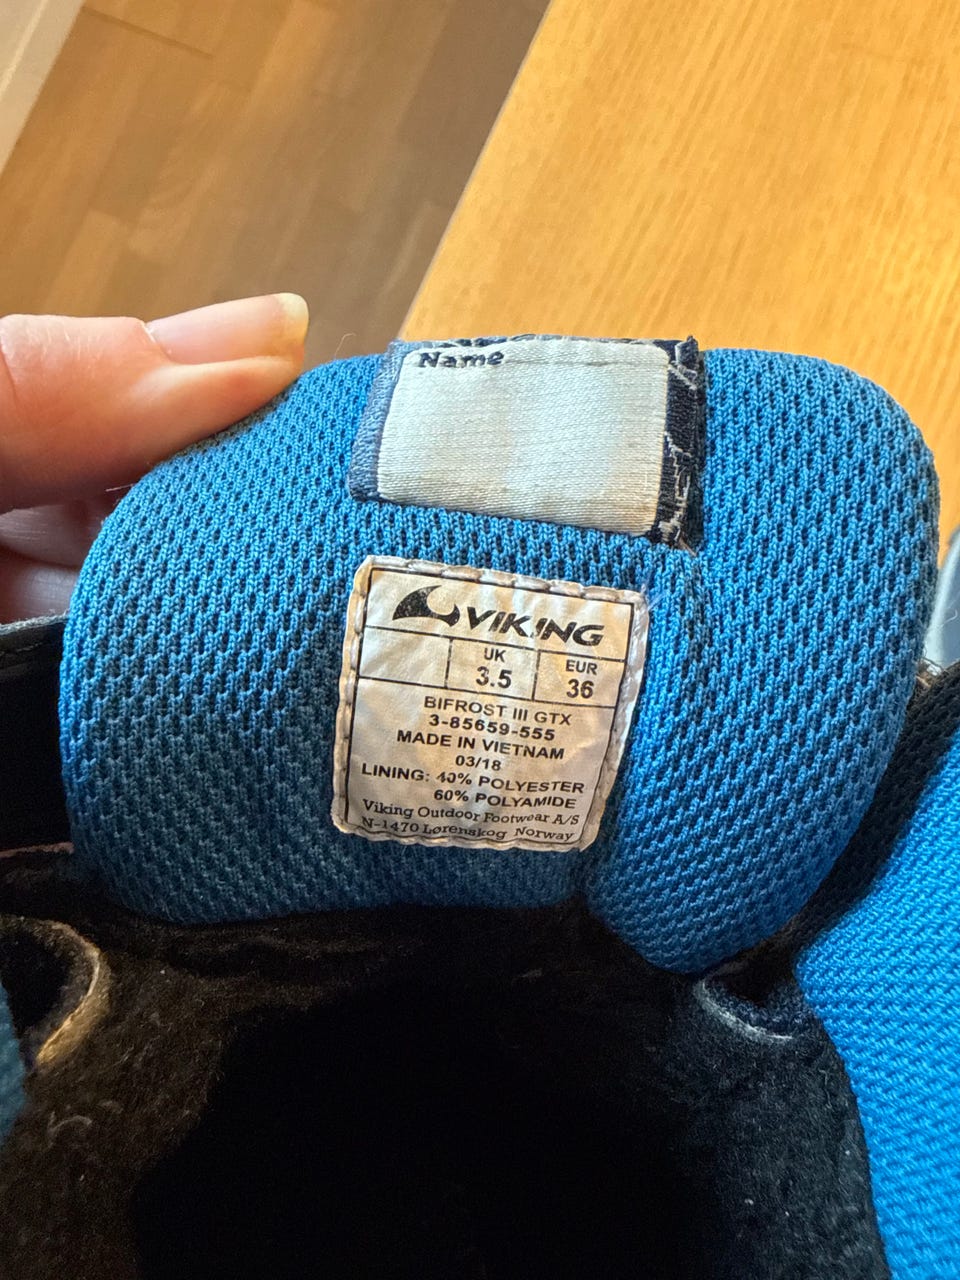 Name
VIKING
UK
3.5
EUR
36
BIFROST III GTX
3-85659-555
MADE IN VIETNAM
03/18
LINING: 40% POLYESTER
60% POLYAMIDE
Viking Outdoor Footwear A/S
N-1470 Lørenskog Norway